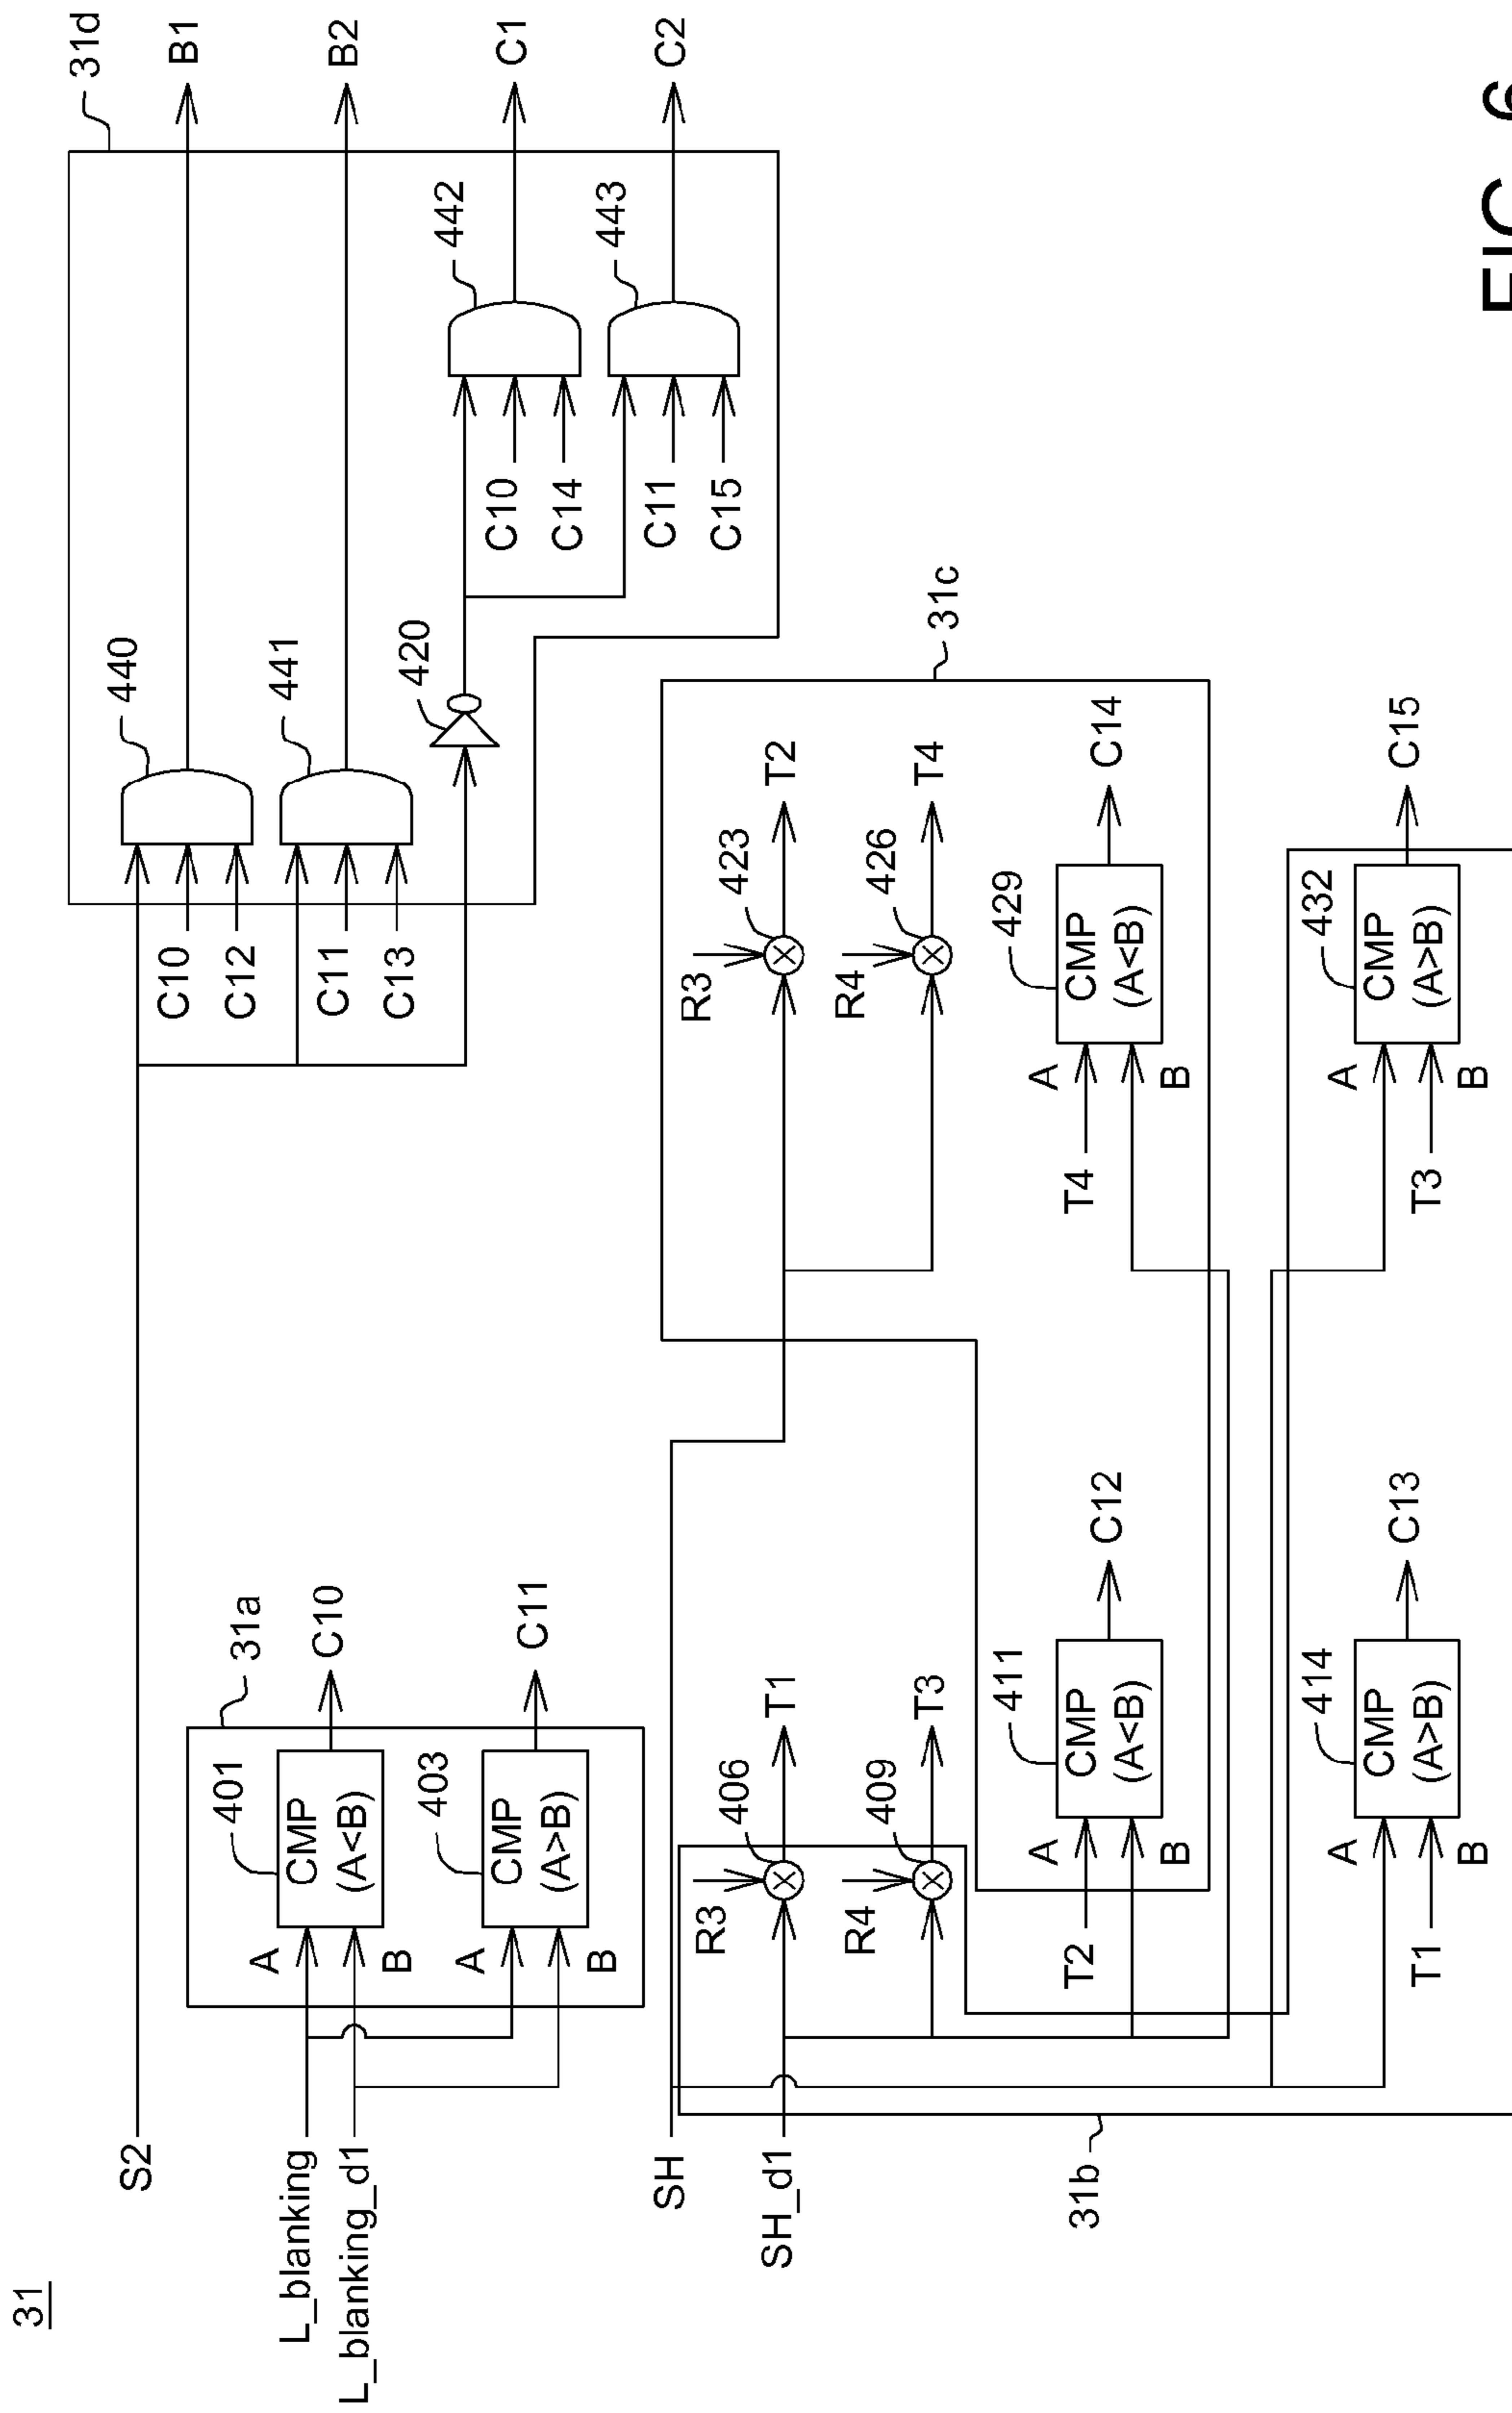 31
S2
L_blanking
L_blanking_d1
31a
A
B
401
CMP
(A<B)
C10
A
B
403
CMP
(A>B)
C11
31d
C10
C12
440
B1
C11
C13
441
B2
420
C10
C14
442
C1
C11
C15
443
C2
SH
SH_d1
31b
R3
406
T1
R4
409
T3
31c
R3
423
T2
R4
426
T4
T2
A
B
411
CMP
(A<B)
C12
T4
A
B
429
CMP
(A<B)
C14
T1
A
B
414
CMP
(A>B)
C13
T3
A
B
432
CMP
(A>B)
C15
FIG. 6